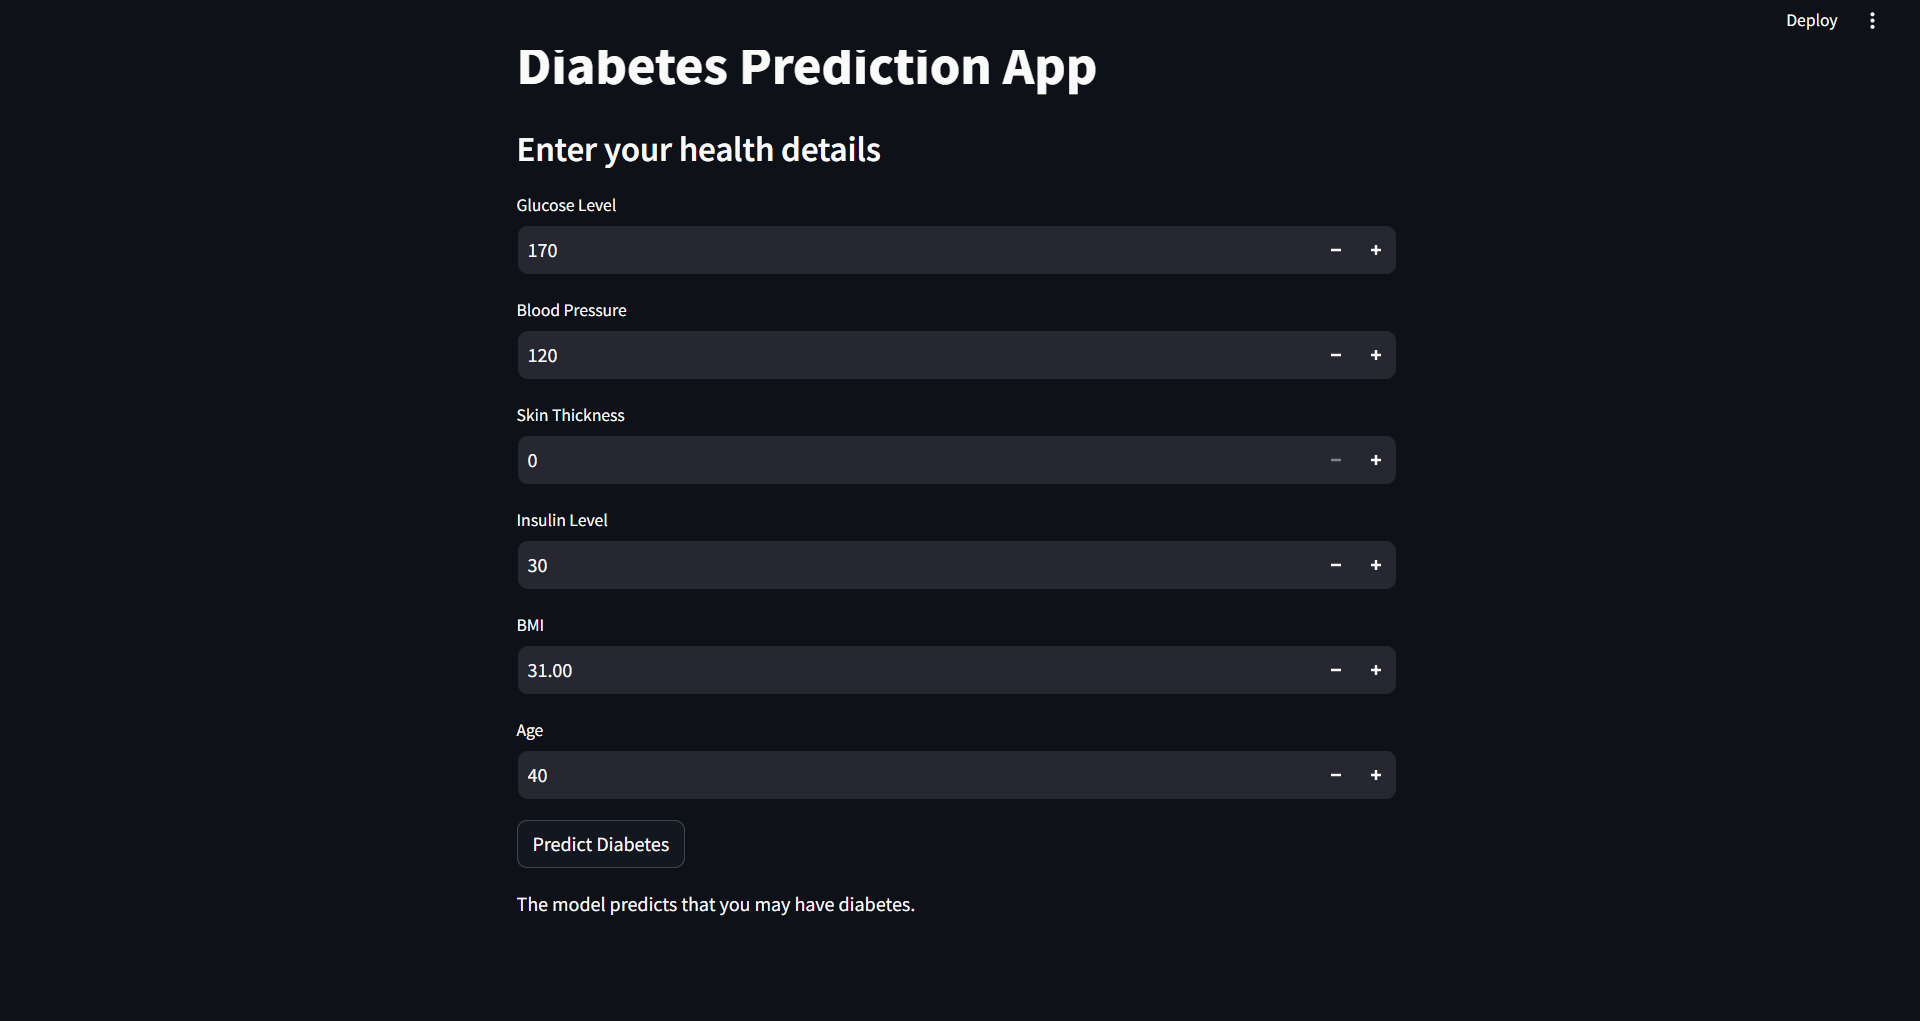 Deploy
Diabetes Prediction App
Enter your health details
Glucose Level
170
Blood Pressure
120
Skin Thickness
0
Insulin Level
30
BMI
31.00
Age
40
Predict Diabetes
The model predicts that you may have diabetes.